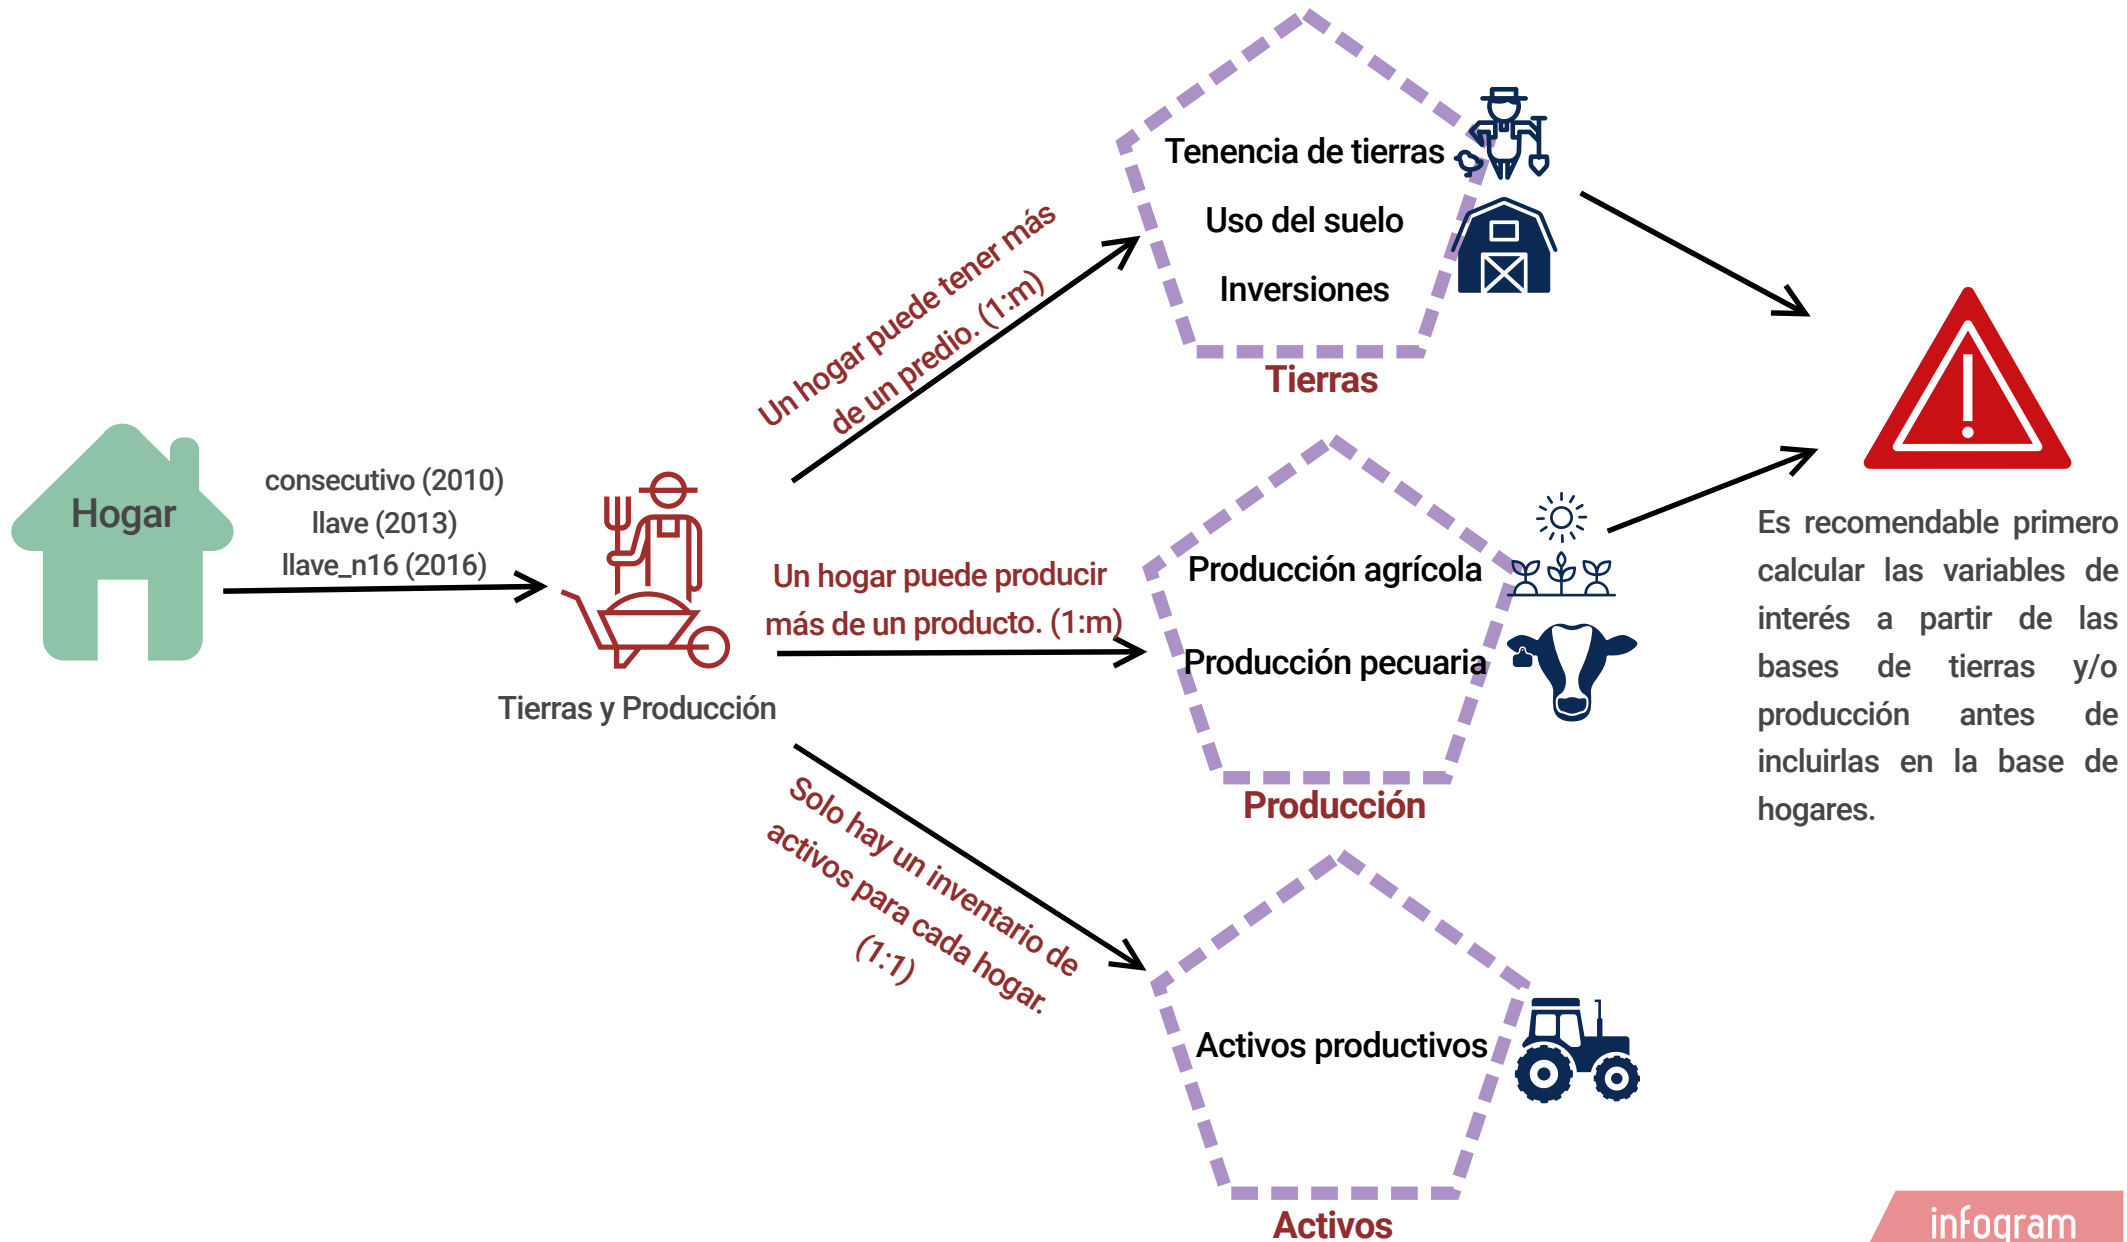 Hogar
consecutivo (2010)
llave (2013)
llave_n16 (2016)
Tierras y Producción
Un hogar puede tener más
de un predio. (1:m)
Un hogar puede producir
más de un producto. (1:m)
Solo hay un inventario de
activos para cada hogar.
(1:1)
Tenencia de tierras
Uso del suelo
Inversiones
Tierras
Producción agrícola
Producción pecuaria
Producción
Activos productivos
Activos
Es recomendable primero
calcular las variables de
interés a partir de las
bases de tierras y/o
producción antes de
incluirlas en la base de
hogares.
infogram